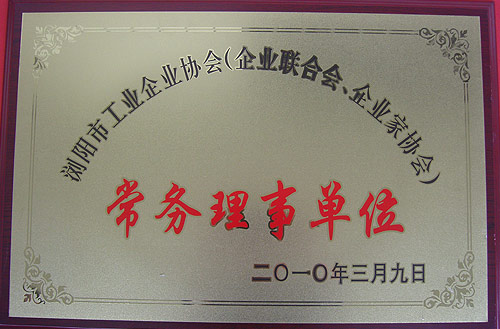 浏阳市工业企业协会(企业联合会、企业家协会)
常务理事单位
二〇一〇年三月九日